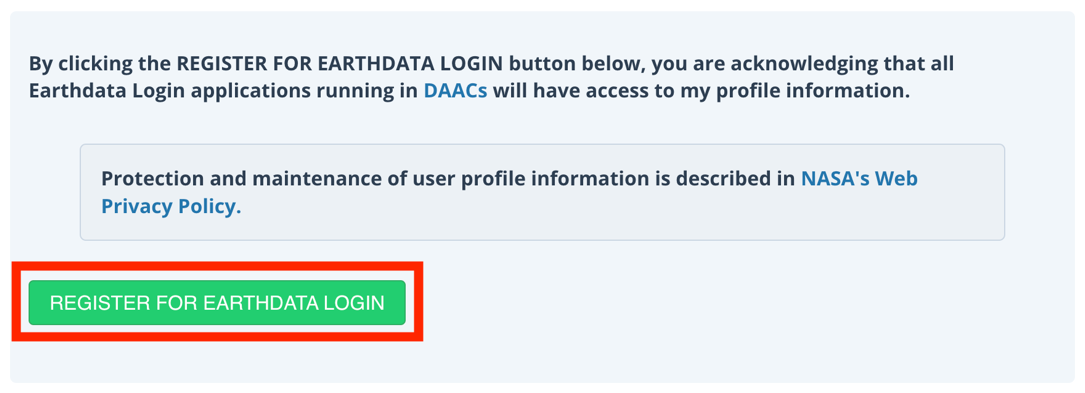 By clicking the REGISTER FOR EARTHDATA LOGIN button below, you are acknowledging that all
Earthdata Login applications running in DAACs will have access to my profile information.
Protection and maintenance of user profile information is described in NASA's Web
Privacy Policy.
REGISTER FOR EARTHDATA LOGIN